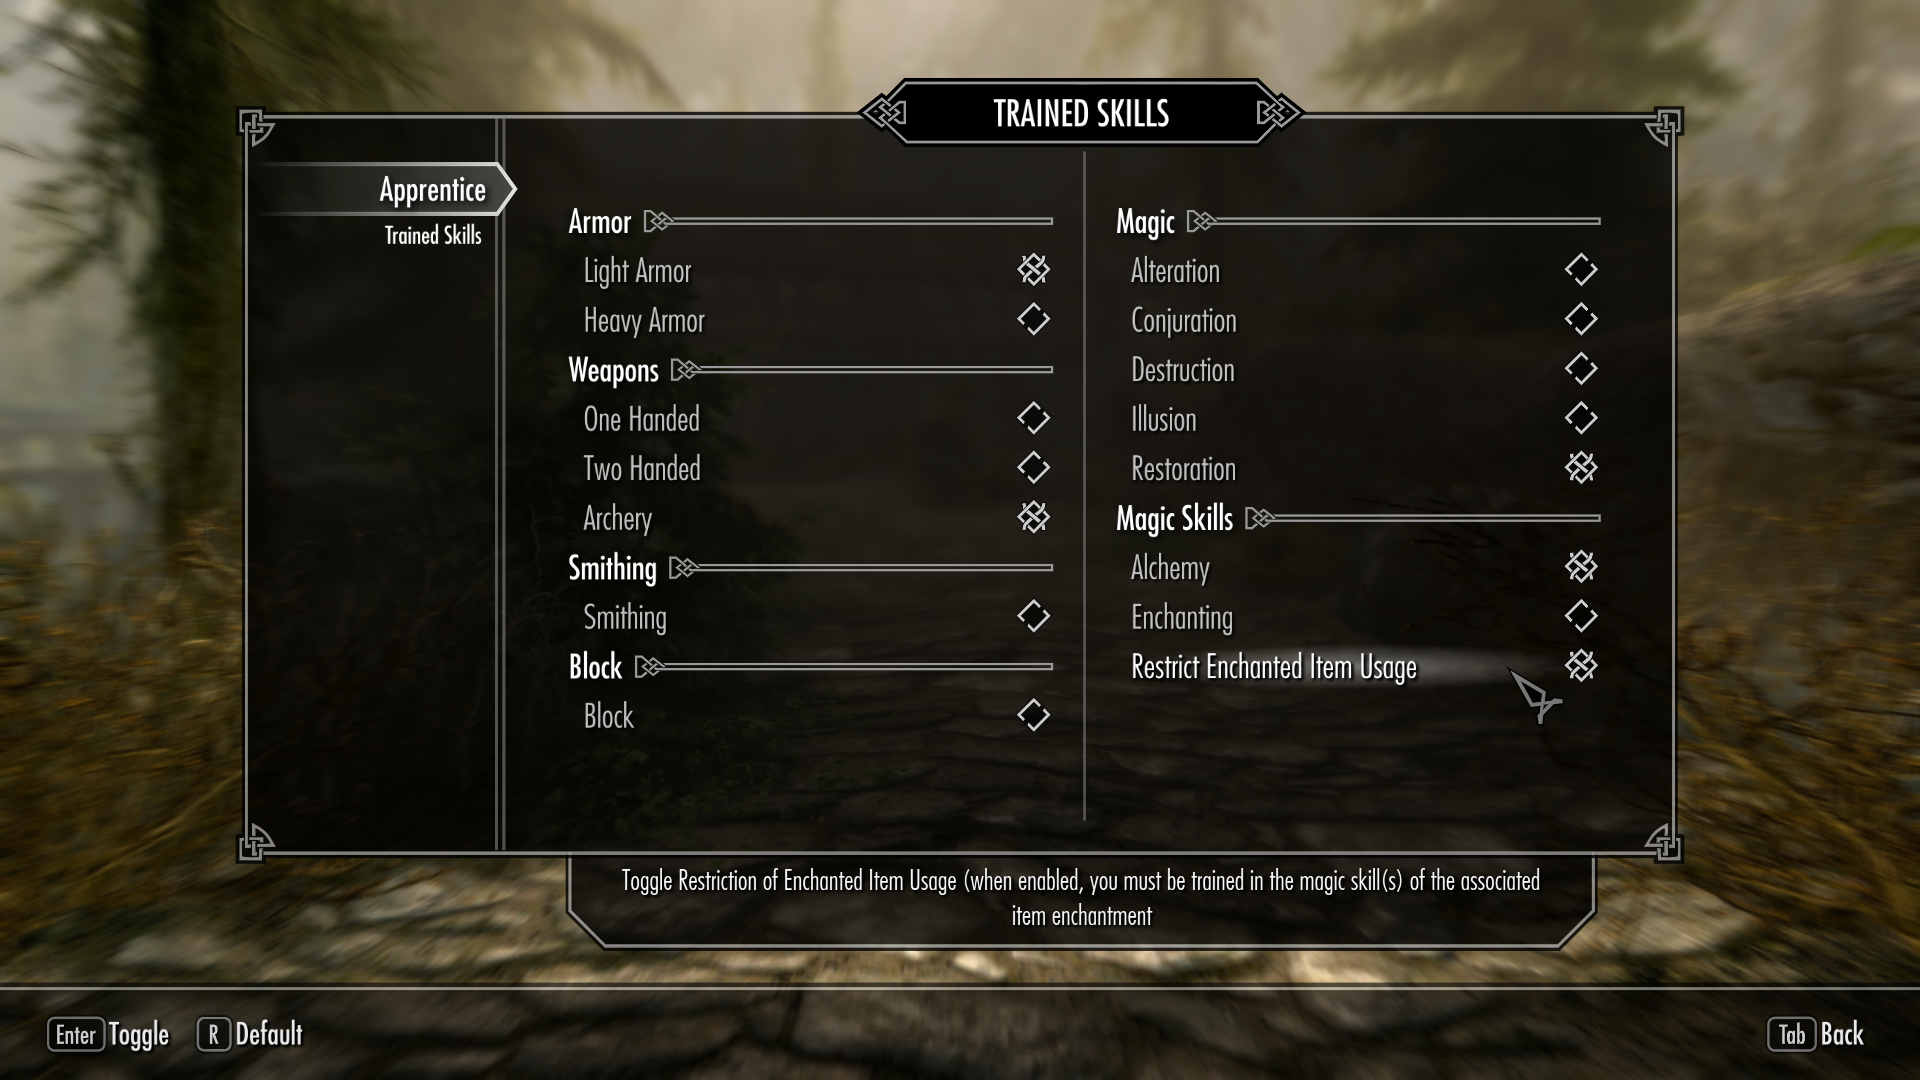 TRAINED SKILLS
Apprentice
Trained Skills
Armor
Light Armor
Heavy Armor
Weapons
One Handed
Two Handed
Archery
Smithing
Smithing
Block
Block
Magic
Alteration
Conjuration
Destruction
Illusion
Restoration
Magic Skills
Alchemy
Enchanting
Restrict Enchanted Item Usage
Toggle Restriction of Enchanted Item Usage (when enabled, you must be trained in the magic skill(s) of the associated
item enchantment
Enter Toggle R Default
Tab Back